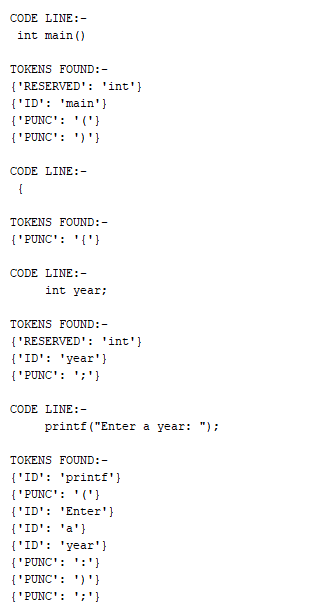 CODE LINE:-
 int main()

TOKENS FOUND:-
{'RESERVED': 'int'}
{'ID': 'main'}
{'PUNC': '('}
{'PUNC': ')'}

CODE LINE:-
 {

TOKENS FOUND:-
{'PUNC': '{'}

CODE LINE:-
     int year;

TOKENS FOUND:-
{'RESERVED': 'int'}
{'ID': 'year'}
{'PUNC': ';'}

CODE LINE:-
     printf("Enter a year: ");

TOKENS FOUND:-
{'ID': 'printf'}
{'PUNC': '('}
{'ID': 'Enter'}
{'ID': 'a'}
{'ID': 'year'}
{'PUNC': ':'}
{'PUNC': ')'}
{'PUNC': ';'}